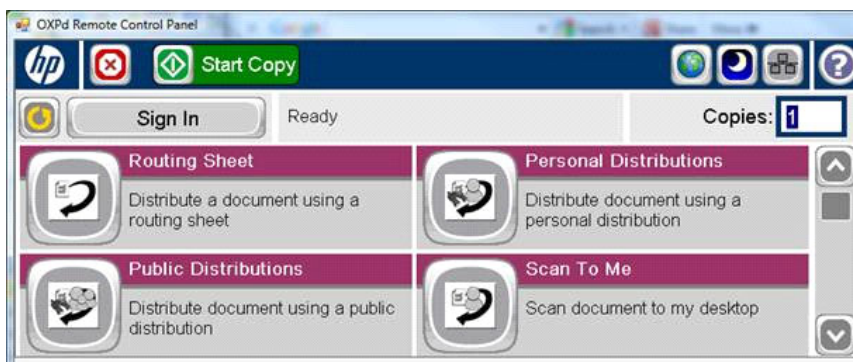 OXPd Remote Control Panel
hp Start Copy ?
Sign In Ready Copies: 1
Routing Sheet Personal Distributions
Distribute a document using a Distribute document using a
routing sheet personal distribution
Public Distributions Scan To Me
Distribute document using a public Scan document to my desktop
distribution